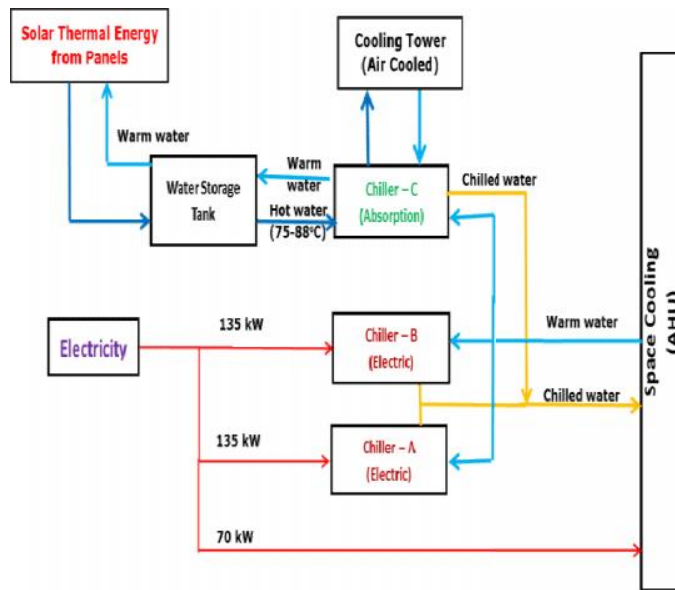 Solar Thermal Energy
from Panels
Cooling Tower
(Air Cooled)
Warm water
Water Storage
Tank
Warm
water
Hot water
(75-88°C)
Chiller – C
(Absorption)
Chilled water
Electricity
135 kW
Chiller – B
(Electric)
Warm water
Chilled water
135 kW
Chiller – A
(Electric)
70 kW
Space Cooling
(AHU)